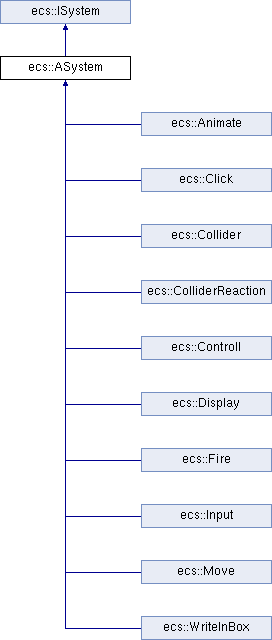 ecs::ISystem
ecs::ASystem
ecs::Animate
ecs::Click
ecs::Collider
ecs::ColliderReaction
ecs::Controll
ecs::Display
ecs::Fire
ecs::Input
ecs::Move
ecs::WriteInBox